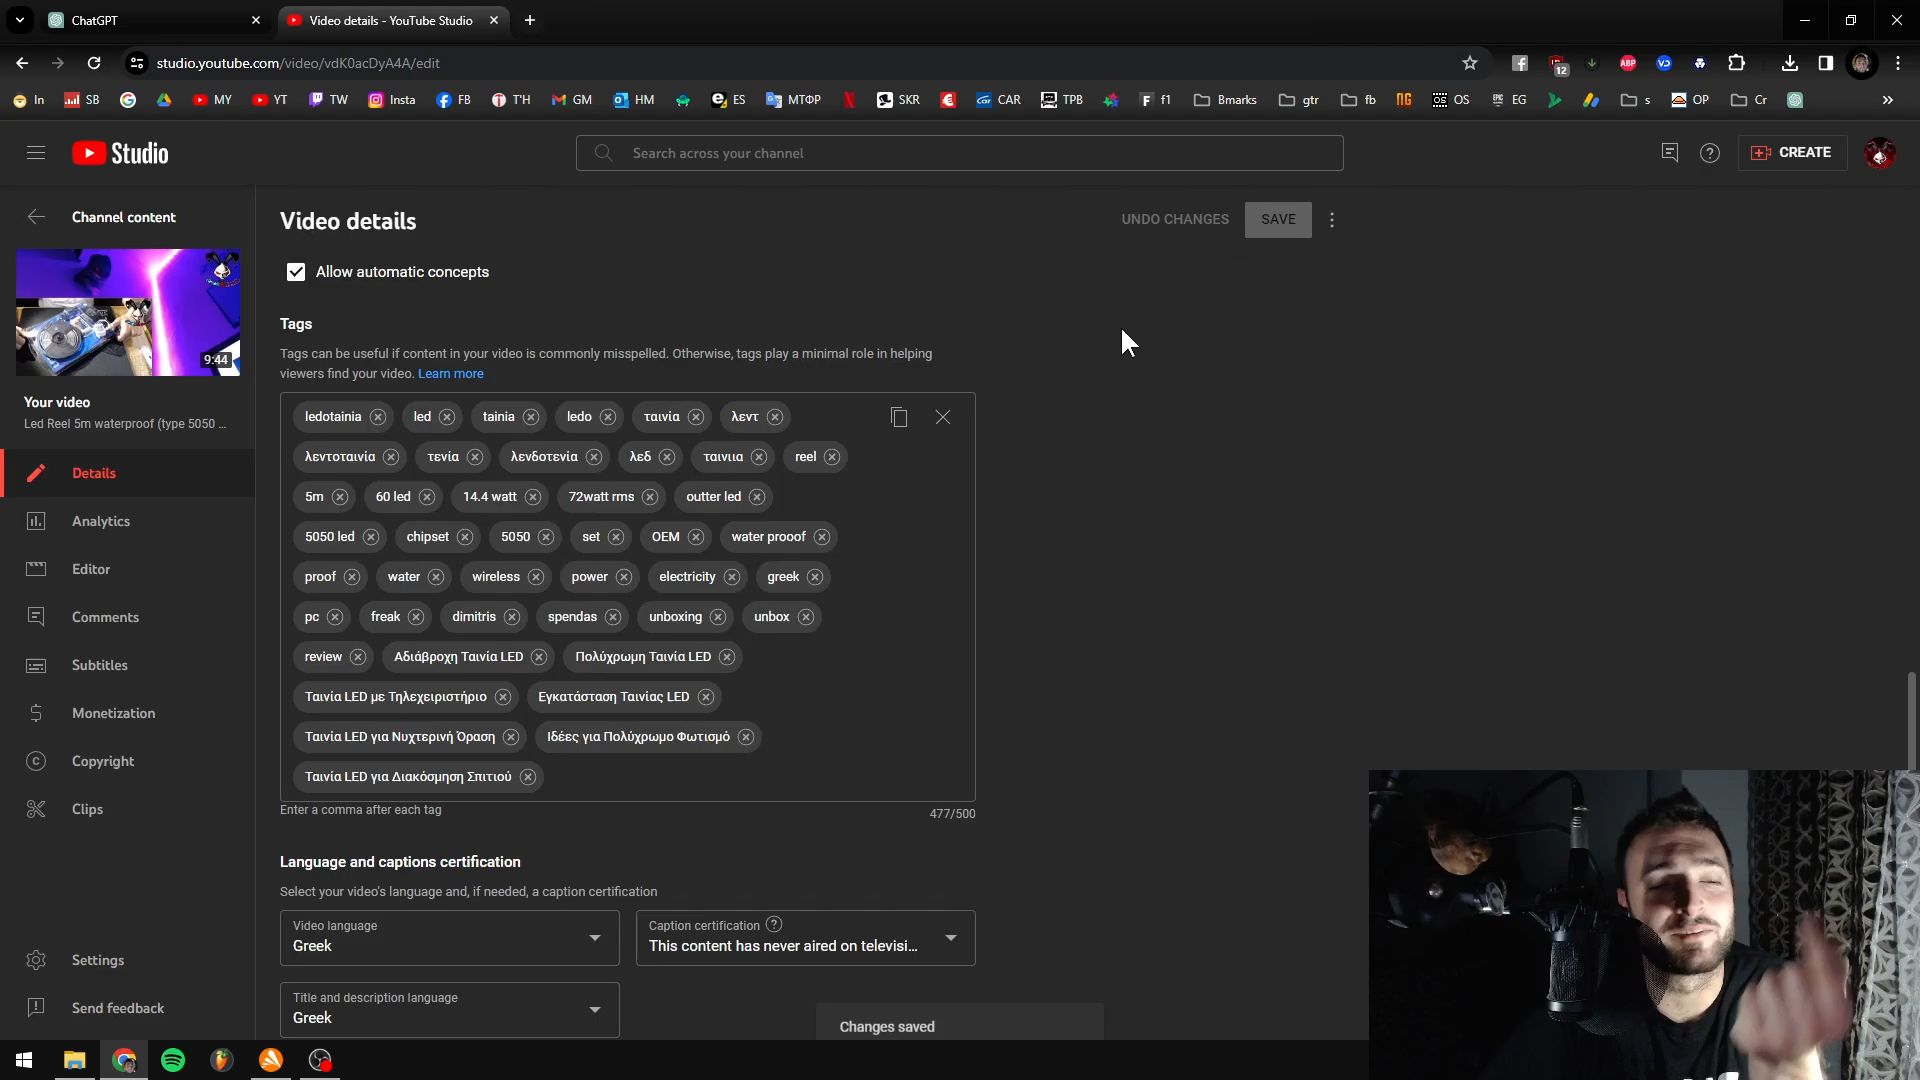 ChatGPT
Video details - YouTube Studio
studio.youtube.com/video/vdK0acDyA4A/edit
ABP
12
In SB MY YT TW Insta FB T'H GM HM ES ΜΤΦΡ SKR CAR TPB f1 Bmarks gtr fb OS EG s OP Cr
Studio
Search across your channel
CREATE
Channel content
Video details
UNDO CHANGES
SAVE
9:44
Your video
Led Reel 5m waterproof (type 5050 ...
Details
Analytics
Editor
Comments
Subtitles
Monetization
Copyright
Clips
Settings
Send feedback
Allow automatic concepts
Tags
Tags can be useful if content in your video is commonly misspelled. Otherwise, tags play a minimal role in helping
viewers find your video. Learn more
ledotainia led tainia ledo ταινία λεντ
λεντοταινία τενία λενδοτενία λεδ ταινιια reel
5m 60 led 14.4 watt 72watt rms outter led
5050 led chipset 5050 set OEM water prooof
proof water wireless power electricity greek
pc freak dimitris spendas unboxing unbox
review Αδιάβροχη Ταινία LED Πολύχρωμη Ταινία LED
Ταινία LED με Τηλεχειριστήριο Εγκατάσταση Ταινίας LED
Ταινία LED για Νυχτερινή Όραση Ιδέες για Πολύχρωμο Φωτισμό
Ταινία LED για Διακόσμηση Σπιτιού
Enter a comma after each tag
477/500
Language and captions certification
Select your video's language and, if needed, a caption certification
Video language
Greek
Caption certification
This content has never aired on televisi...
Title and description language
Greek
Changes saved